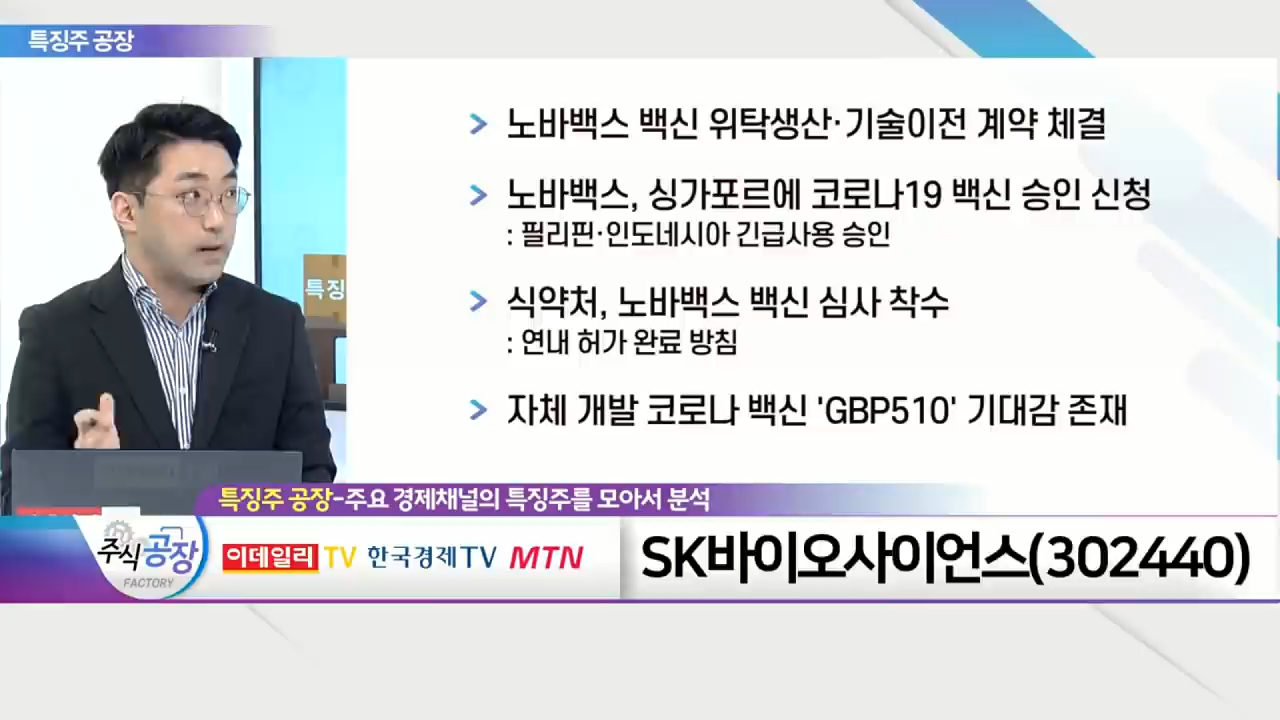 특징주 공장
노바백스 백신 위탁생산·기술이전 계약 체결
노바백스, 싱가포르에 코로나19 백신 승인 신청
: 필리핀·인도네시아 긴급사용 승인
특징
식약처, 노바백스 백신 심사 착수
: 연내 허가 완료 방침
자체 개발 코로나 백신 'GBP510' 기대감 존재
특징주 공장-주요 경제채널의 특징주를 모아서 분석
주식공장
FACTORY
이데일리TV 한국경제TV MTN
SK바이오사이언스(302440)